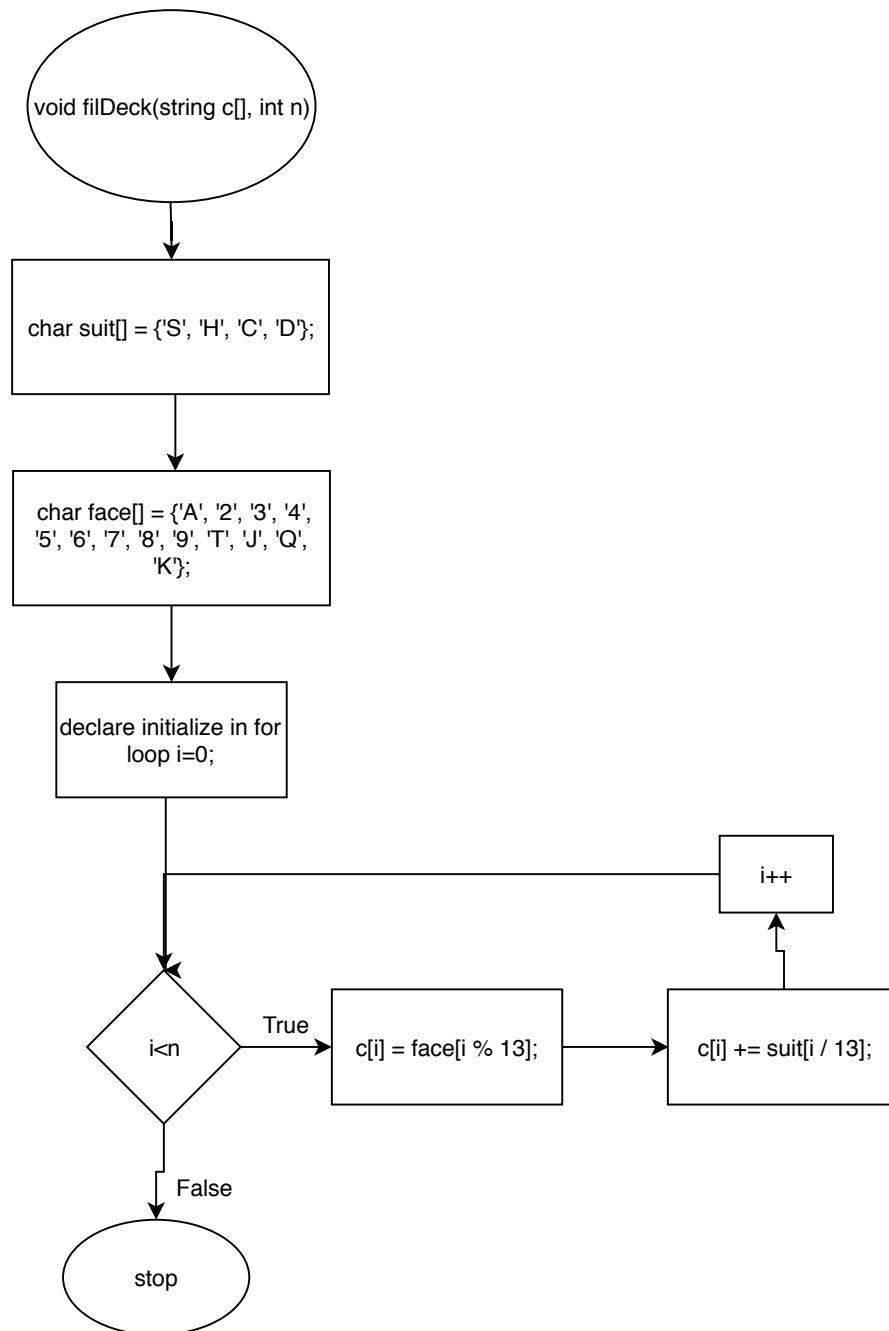 void filDeck(string c[], int n)
char suit[] = {'S', 'H', 'C', 'D'};
char face[] = {'A', '2', '3', '4',
'5', '6', '7', '8', '9', 'T', 'J', 'Q',
'K'};
declare initialize in for
loop i=0;
i++
i<n
True
c[i] = face[i % 13];
c[i] += suit[i / 13];
False
stop